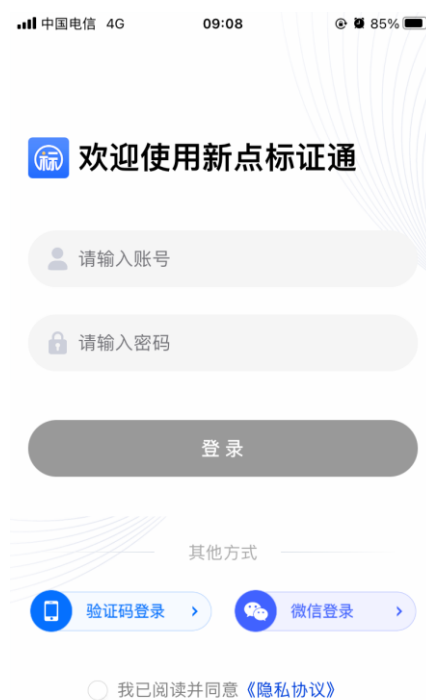 中国电信 4G 09:08 85%
标 欢迎使用新点标证通
请输入账号
请输入密码
登录
其他方式
验证码登录 微信登录
我已阅读并同意《隐私协议》